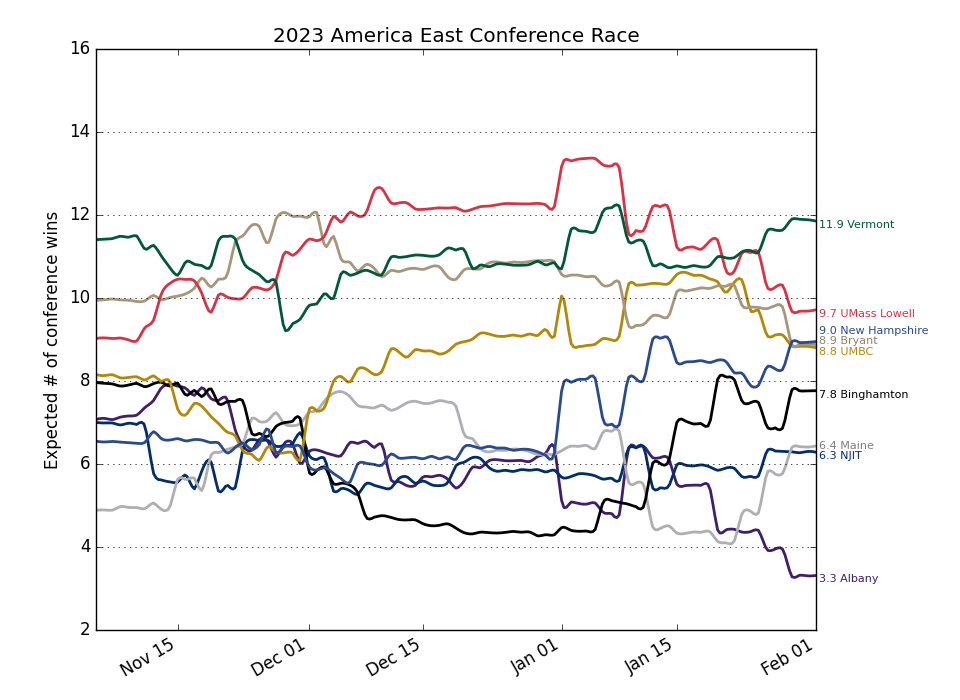 2023 America East Conference Race
Expected # of conference wins
16
14
12
10
8
6
4
2
11.9 Vermont
9.7 UMass Lowell
9.0 New Hampshire
8.9 Bryant
8.8 UMBC
7.8 Binghamton
6.4 Maine
6.3 NJIT
3.3 Albany
Nov 15
Dec 01
Dec 15
Jan 01
Jan 15
Feb 01